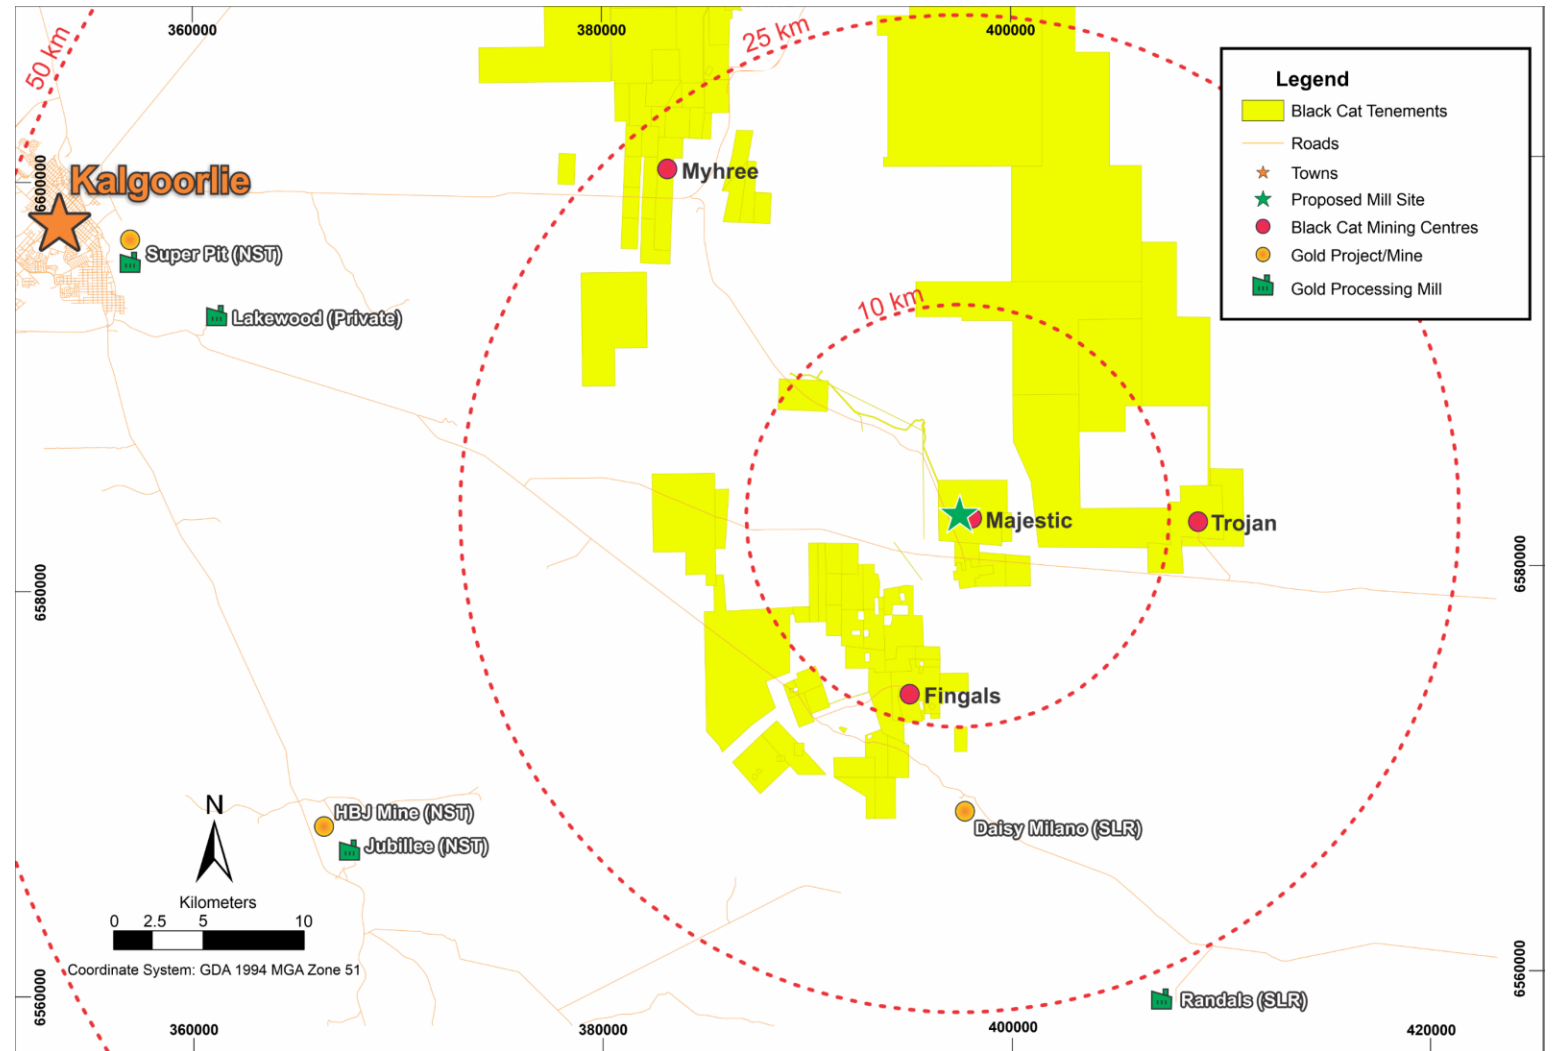 360000
380000
400000
50 km
25 km
Legend
Black Cat Tenements
Roads
Towns
Proposed Mill Site
Black Cat Mining Centres
Gold Project/Mine
Gold Processing Mill
6600000
Kalgoorlie
Myhree
Super Pit (NST)
Lakewood (Private)
10 km
Majestic
Trojan
6580000
6580000
Fingals
N
HBJ Mine (NST)
Jubillee (NST)
Daisy Milano (SLR)
Kilometers
0 2.5 5 10
Coordinate System: GDA 1994 MGA Zone 51
6560000
6560000
Randals (SLR)
360000
380000
400000
420000